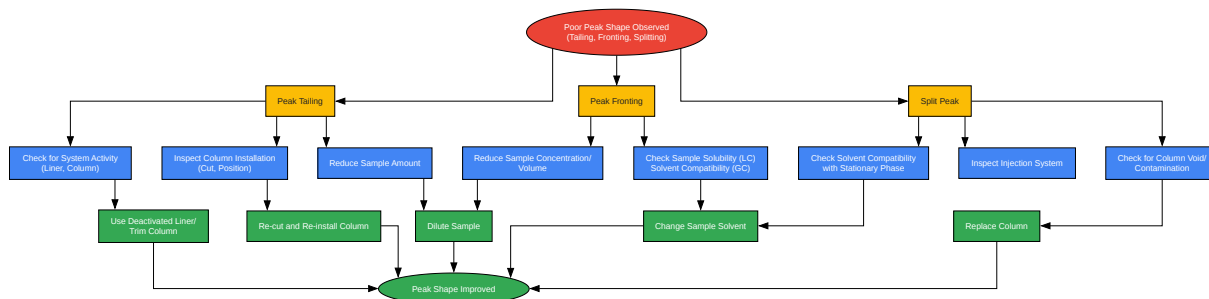 Poor Peak Shape Observed
(Tailing, Fronting, Splitting)
Peak Tailing
Peak Fronting
Split Peak
Check for System Activity
(Liner, Column)
Inspect Column Installation
(Cut, Position)
Reduce Sample Amount
Reduce Sample Concentration/
Volume
Check Sample Solubility (LC)
Solvent Compatibility (GC)
Check Solvent Compatibility
with Stationary Phase
Inspect Injection System
Check for Column Void/
Contamination
Use Deactivated Liner/
Trim Column
Re-cut and Re-install Column
Dilute Sample
Change Sample Solvent
Replace Column
Peak Shape Improved